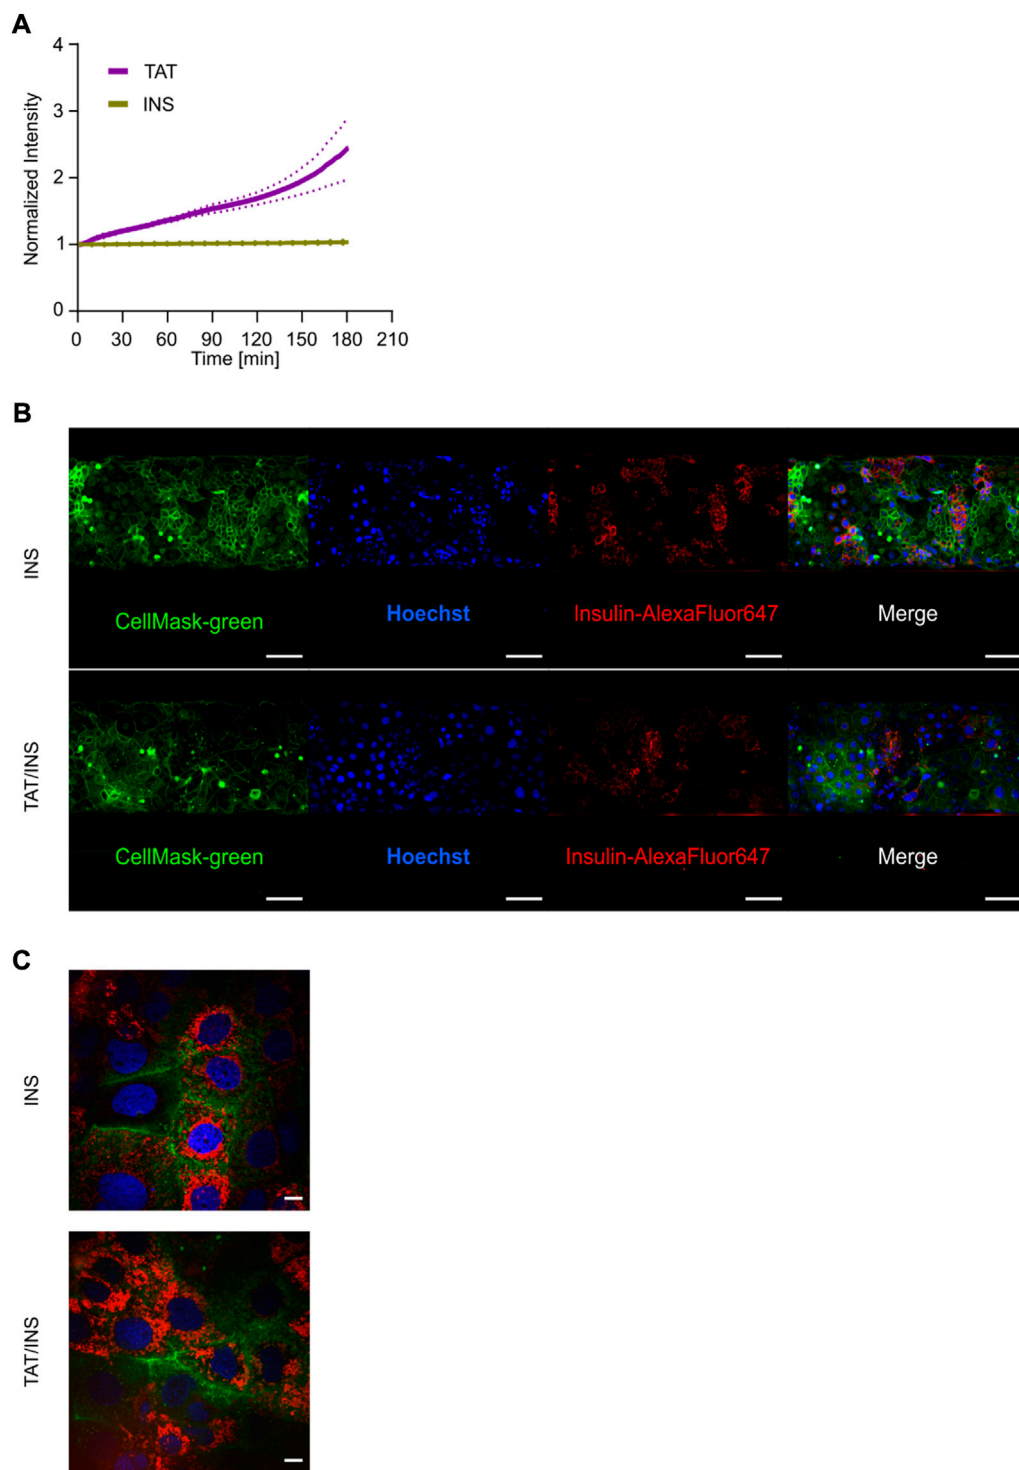 A
4
3
2
1
0
Normalized Intensity
TAT
INS
0 30 60 90 120 150 180 210
Time [min]
B
INS
CellMask-green Hoechst Insulin-AlexaFluor647 Merge
TAT/INS
CellMask-green Hoechst Insulin-AlexaFluor647 Merge
C
INS
TAT/INS